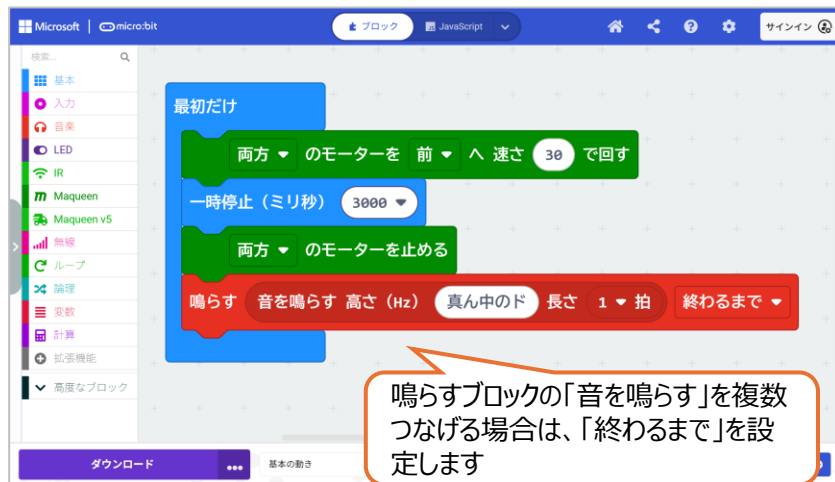 Microsoft
micro:bit
ブロック
JavaScript
サインイン
検索...
基本
入力
音楽
LED
IR
Maqueen
Maqueen v5
無線
ループ
論理
変数
計算
拡張機能
高度なブロック
最初だけ
両方 のモーターを 前 へ 速さ 30 で回す
一時停止（ミリ秒） 3000
両方 のモーターを止める
鳴らす 音を鳴らす 高さ（Hz） 真ん中のド 長さ 1 拍 終わるまで
鳴らすブロックの「音を鳴らす」を複数
つなげる場合は、「終わるまで」を設
定します
ダウンロード
基本の動き